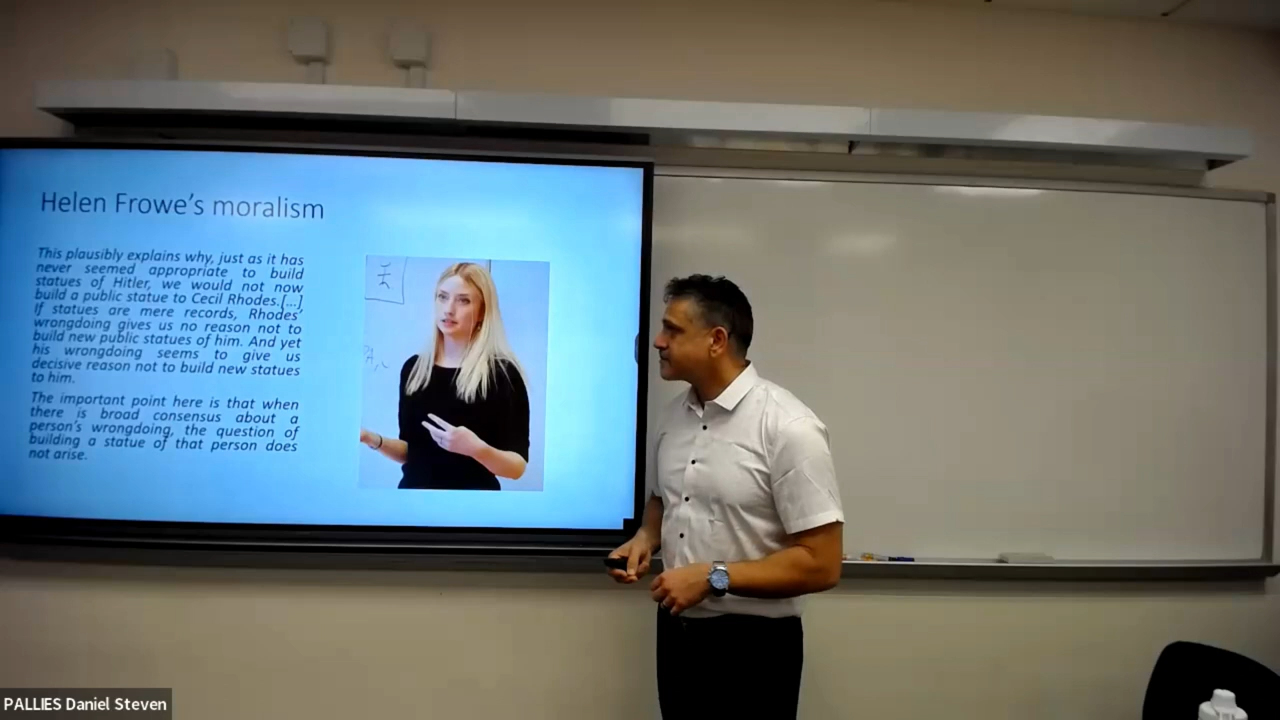 Helen Frowe's moralism
This plausibly explains why, just as it has
never seemed appropriate to build
statues of Hitler, we would not now
build a public statue to Cecil Rhodes.[...]
If statues are mere records, Rhodes'
wrongdoing gives us no reason not to
build new public statues of him. And yet
his wrongdoing seems to give us
decisive reason not to build new statues
to him.
The important point here is that when
there is broad consensus about a
person's wrongdoing, the question of
building a statue of that person does
not arise.
PALLIES Daniel Steven